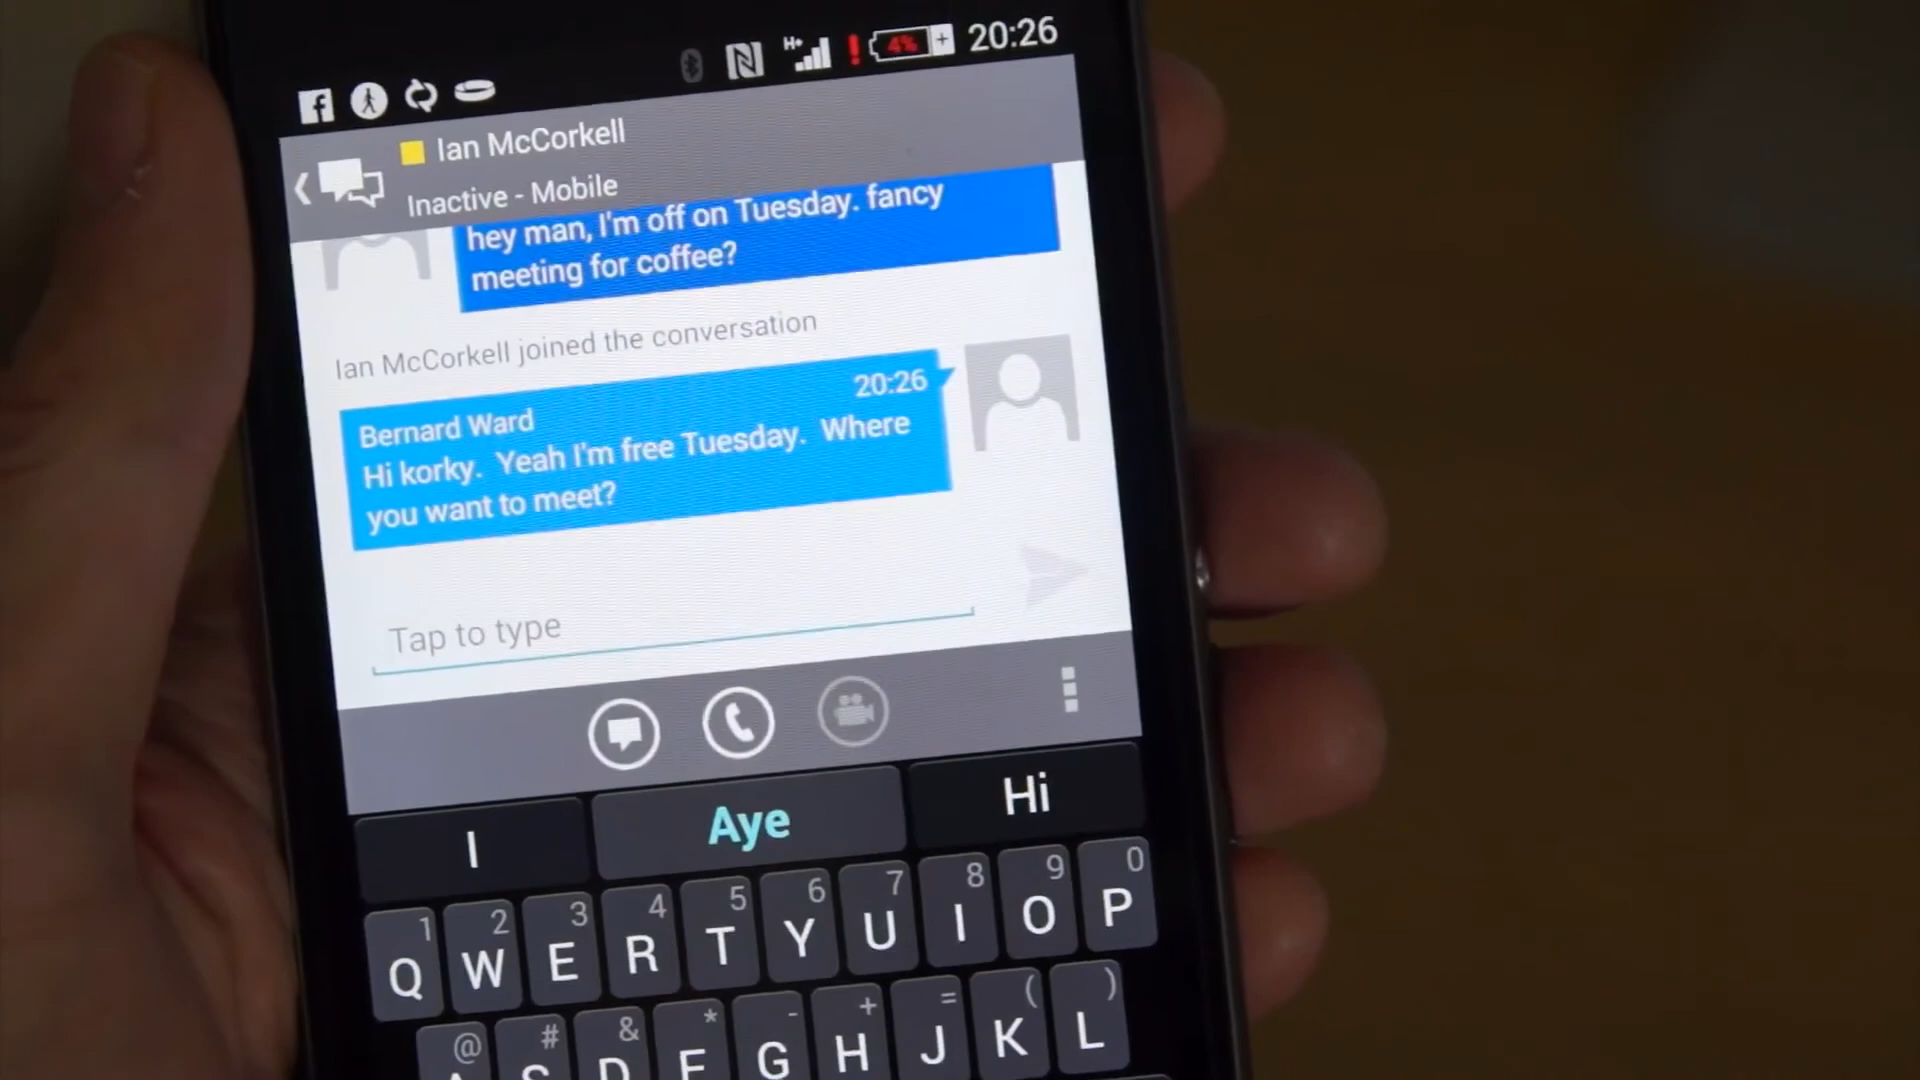 H+ 4% 20:26
Ian McCorkell
Inactive - Mobile
hey man, I'm off on Tuesday. fancy
meeting for coffee?
Ian McCorkell joined the conversation
20:26
Bernard Ward
Hi korky. Yeah I'm free Tuesday. Where
you want to meet?
Tap to type
I Aye Hi
1 2 3 4 5 6 7 8 9 0
Q W E R T Y U I O P
@ # & * - + = ( )
A S D F G H J K L